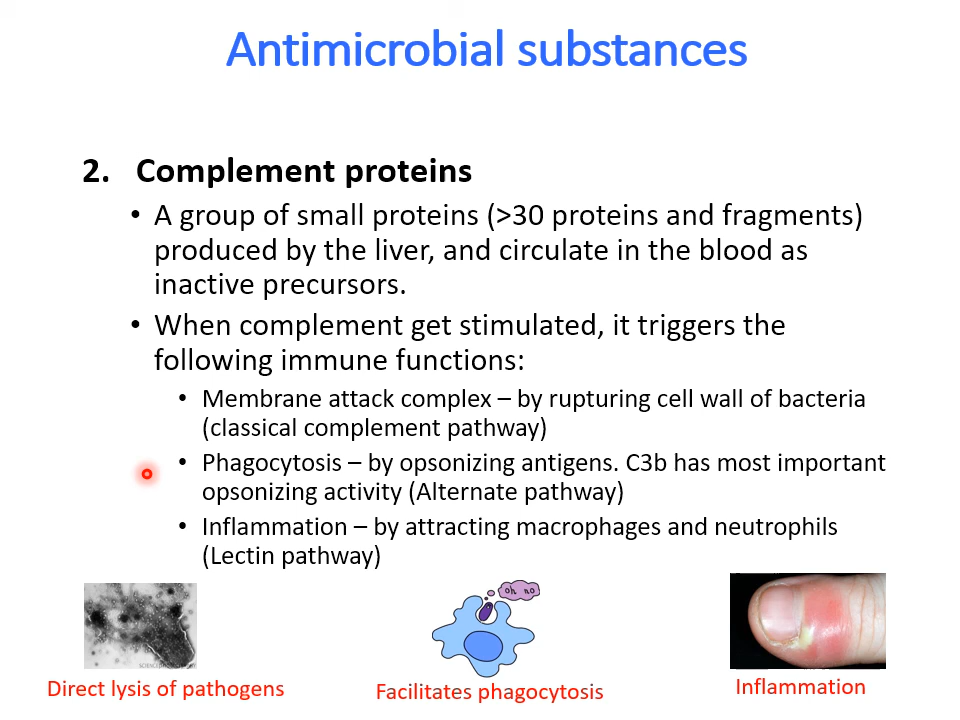 Antimicrobial substances
2. Complement proteins
• A group of small proteins (>30 proteins and fragments)
produced by the liver, and circulate in the blood as
inactive precursors.
• When complement get stimulated, it triggers the
following immune functions:
• Membrane attack complex – by rupturing cell wall of bacteria
(classical complement pathway)
• Phagocytosis – by opsonizing antigens. C3b has most important
opsonizing activity (Alternate pathway)
• Inflammation – by attracting macrophages and neutrophils
(Lectin pathway)
oh no
Direct lysis of pathogens
Facilitates phagocytosis
Inflammation